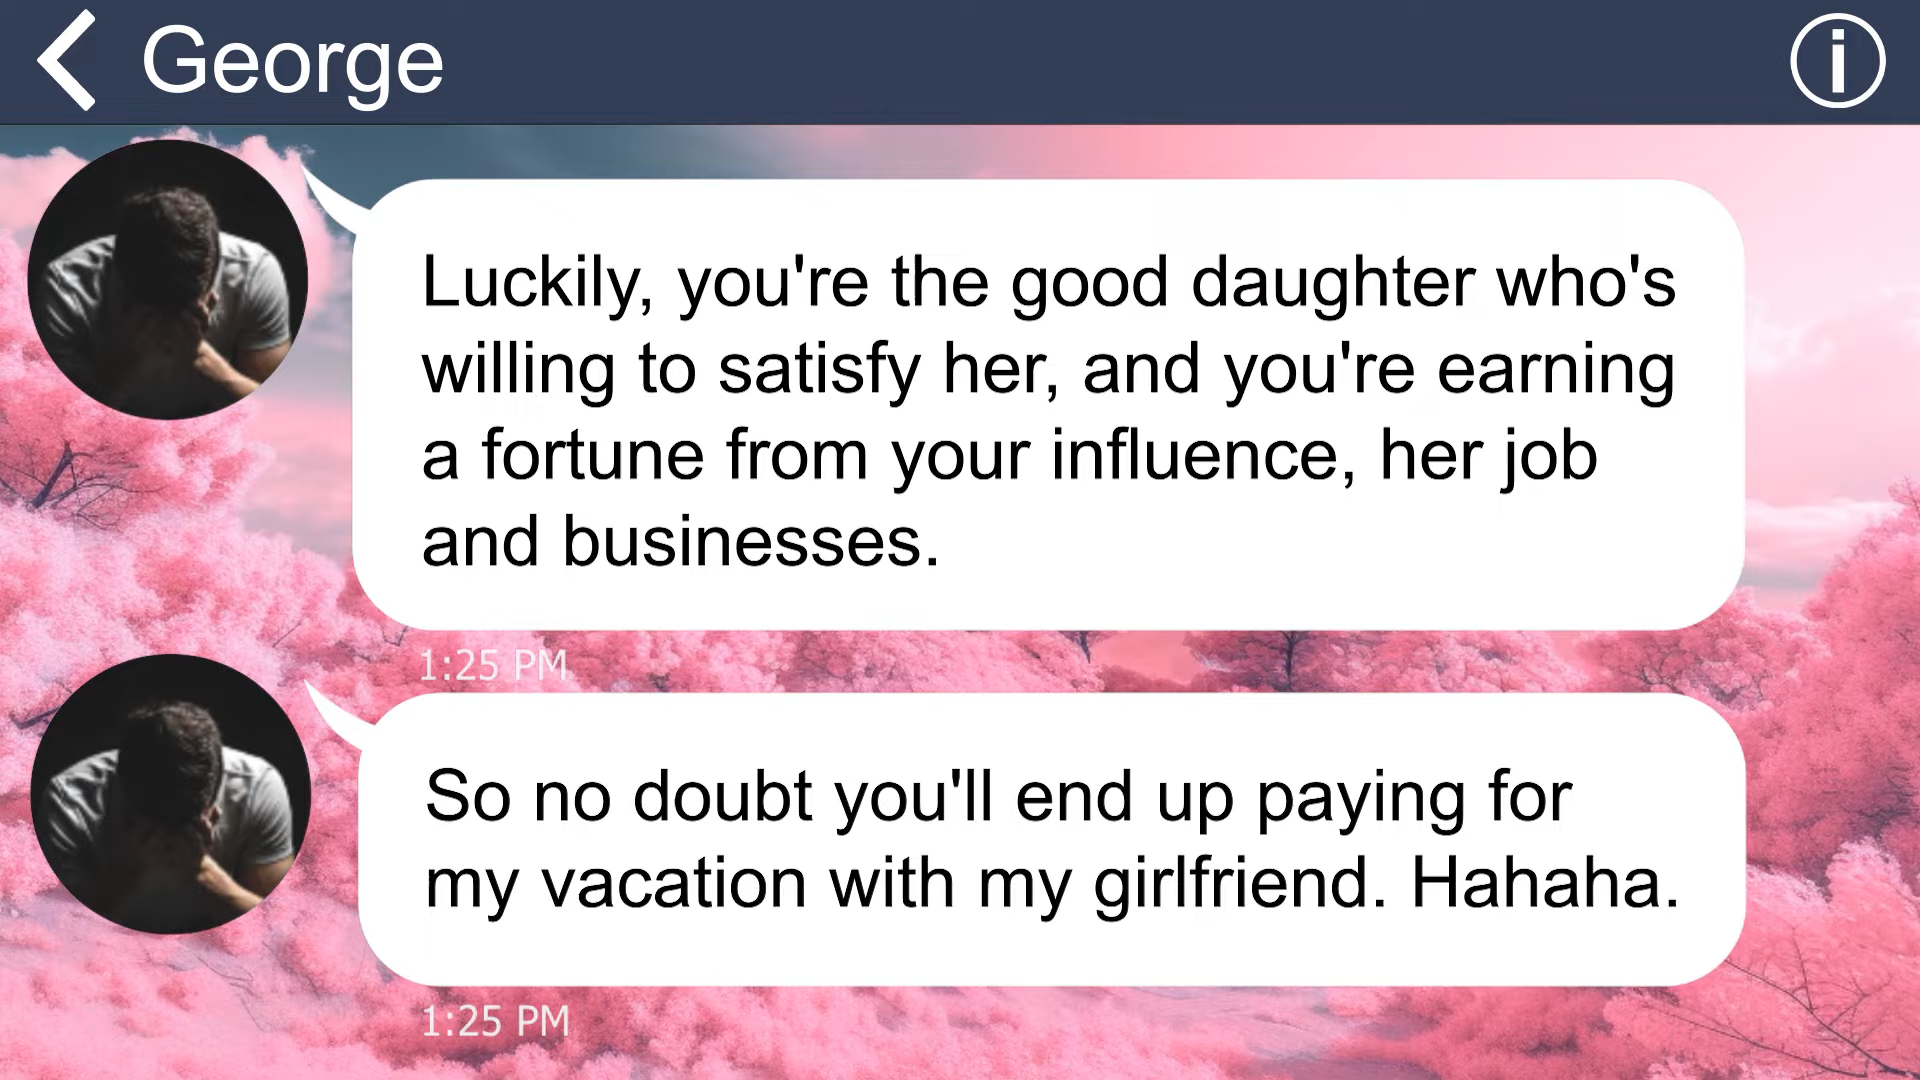 George
Luckily, you're the good daughter who's
willing to satisfy her, and you're earning
a fortune from your influence, her job
and businesses.
1:25 PM
So no doubt you'll end up paying for
my vacation with my girlfriend. Hahaha.
1:25 PM